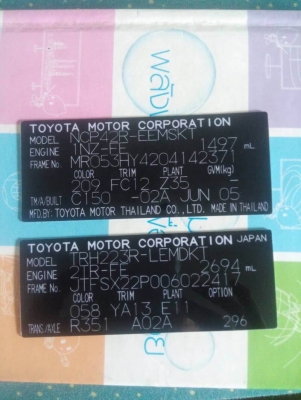 พลัง
TOYOTA MOTOR CORPORATION
MODEL NCP42R-EEMSKT
ENGINE 1NZ-FE 1497 mL
FRAME No. MR053HY4204142371
COLOR TRIM PLANT GVM(kg)
209 FC12 Z35
TM/A/BUILT C150 -02A JUN 05
MFD.BY: TOYOTA MOTOR THAILAND CO.,LTD. MADE IN THAILAND
TOYOTA MOTOR CORPORATION JAPAN
MODEL TRH223R-LEMDKT
ENGINE 2TR-FE 2694 mL
FRAME No. JTFSX22P006022417
COLOR TRIM PLANT OPTION
058 YA13 E11
TRANS/AXLE R351 A02A 296